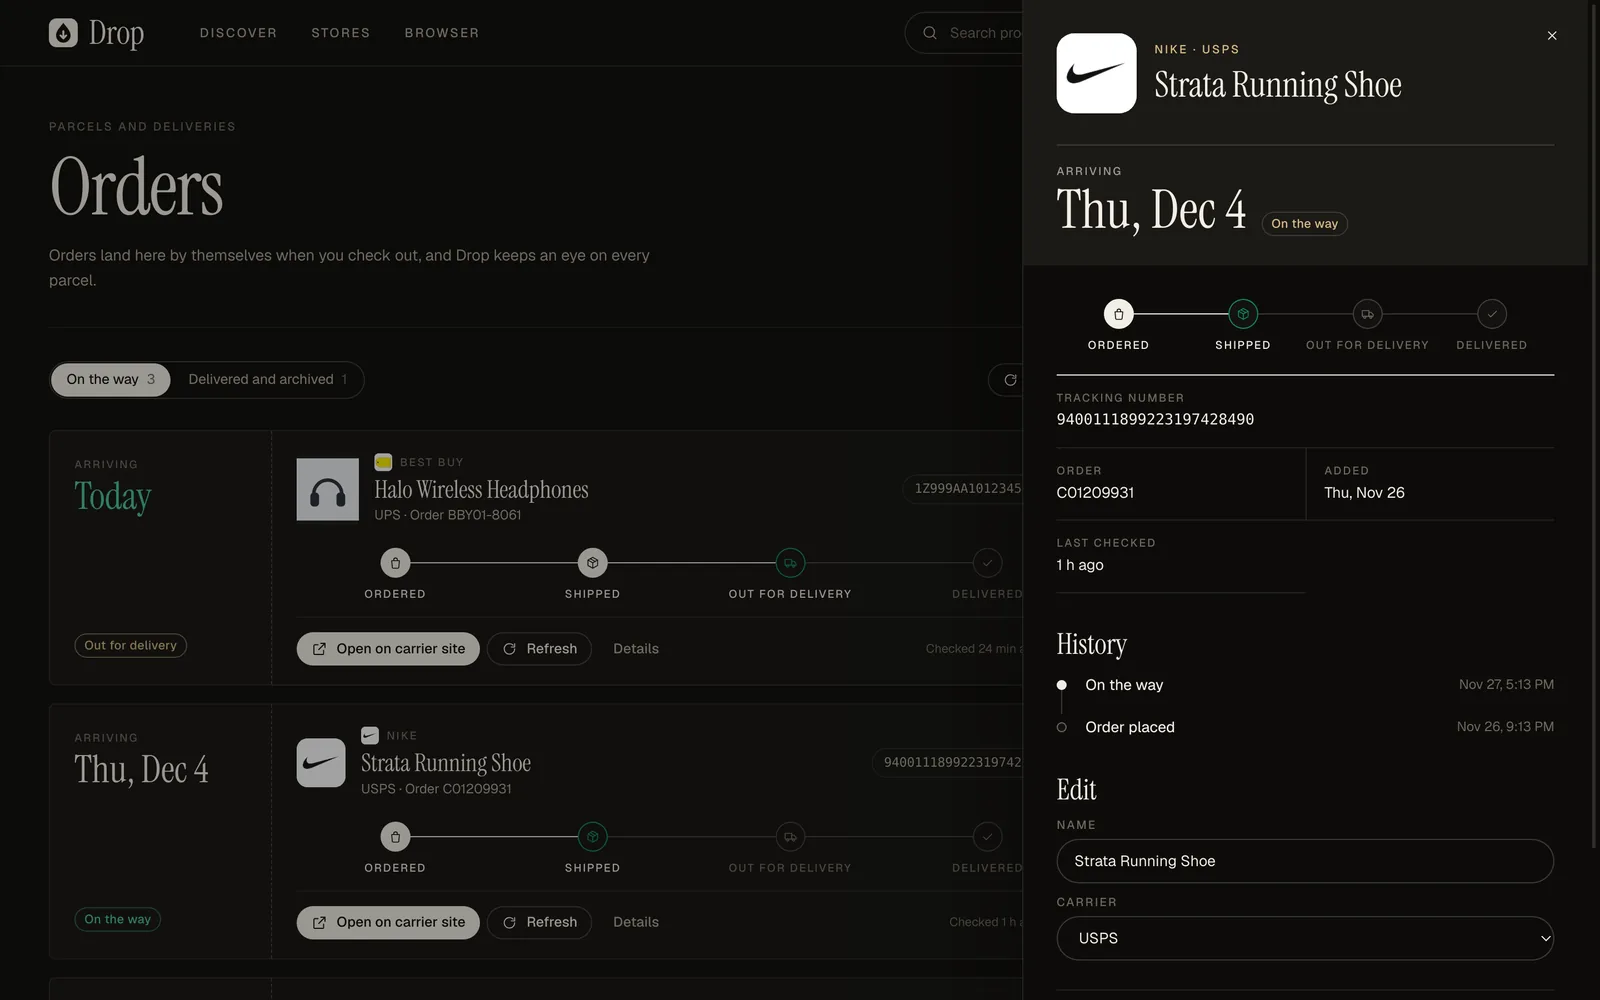 Drop
DISCOVER
STORES
BROWSER
Search pro
PARCELS AND DELIVERIES
Orders
Orders land here by themselves when you check out, and Drop keeps an eye on every
parcel.
On the way 3
Delivered and archived 1
ARRIVING
Today
Out for delivery
BEST BUY
Halo Wireless Headphones
UPS · Order BBY01-8061
1Z999AA1012345
ORDERED
SHIPPED
OUT FOR DELIVERY
DELIVERED
Open on carrier site
Refresh
Details
Checked 24 min a
ARRIVING
Thu, Dec 4
On the way
NIKE
Strata Running Shoe
USPS · Order C01209931
940011189922319742
ORDERED
SHIPPED
OUT FOR DELIVERY
DELIVERED
Open on carrier site
Refresh
Details
Checked 1 h a
NIKE · USPS
Strata Running Shoe
ARRIVING
Thu, Dec 4
On the way
ORDERED
SHIPPED
OUT FOR DELIVERY
DELIVERED
TRACKING NUMBER
9400111899223197428490
ORDER
C01209931
ADDED
Thu, Nov 26
LAST CHECKED
1 h ago
History
On the way
Nov 27, 5:13 PM
Order placed
Nov 26, 9:13 PM
Edit
NAME
Strata Running Shoe
CARRIER
USPS